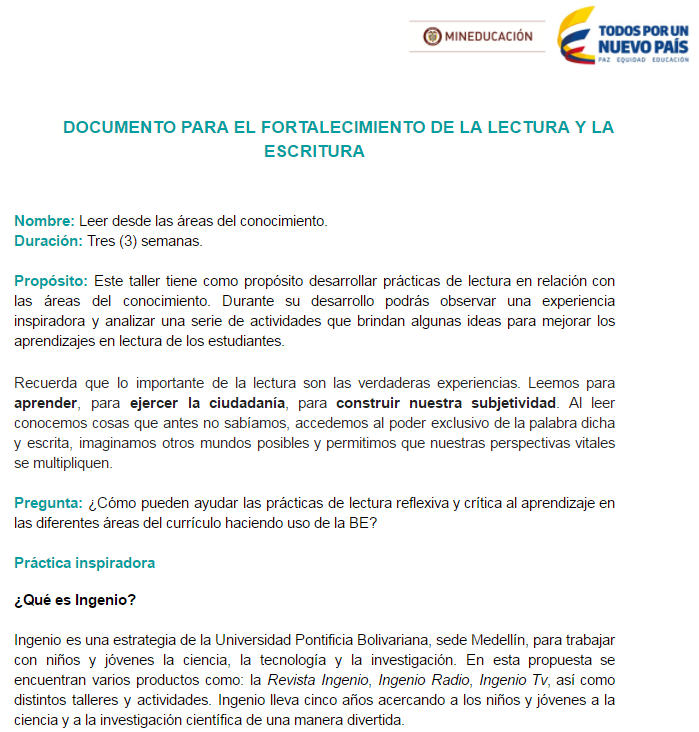 MINEDUCACIÓN
TODOS POR UN
NUEVO PAÍS
PAZ EQUIDAD EDUCACIÓN
DOCUMENTO PARA EL FORTALECIMIENTO DE LA LECTURA Y LA
ESCRITURA
Nombre: Leer desde las áreas del conocimiento.
Duración: Tres (3) semanas.
Propósito: Este taller tiene como propósito desarrollar prácticas de lectura en relación con
las áreas del conocimiento. Durante su desarrollo podrás observar una experiencia
inspiradora y analizar una serie de actividades que brindan algunas ideas para mejorar los
aprendizajes en lectura de los estudiantes.
Recuerda que lo importante de la lectura son las verdaderas experiencias. Leemos para
aprender, para ejercer la ciudadanía, para construir nuestra subjetividad. Al leer
conocemos cosas que antes no sabíamos, accedemos al poder exclusivo de la palabra dicha
y escrita, imaginamos otros mundos posibles y permitimos que nuestras perspectivas vitales
se multipliquen.
Pregunta: ¿Cómo pueden ayudar las prácticas de lectura reflexiva y crítica al aprendizaje en
las diferentes áreas del currículo haciendo uso de la BE?
Práctica inspiradora
¿Qué es Ingenio?
Ingenio es una estrategia de la Universidad Pontificia Bolivariana, sede Medellín, para trabajar
con niños y jóvenes la ciencia, la tecnología y la investigación. En esta propuesta se
encuentran varios productos como: la Revista Ingenio, Ingenio Radio, Ingenio Tv, así como
distintos talleres y actividades. Ingenio lleva cinco años acercando a los niños y jóvenes a la
ciencia y a la investigación científica de una manera divertida.